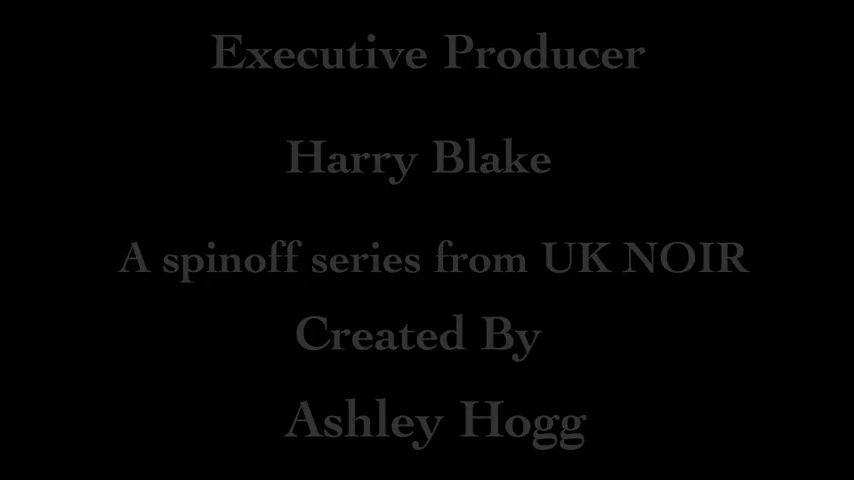 Executive Producer
Harry Blake
A spinoff series from UK NOIR
Created By
Ashley Hogg